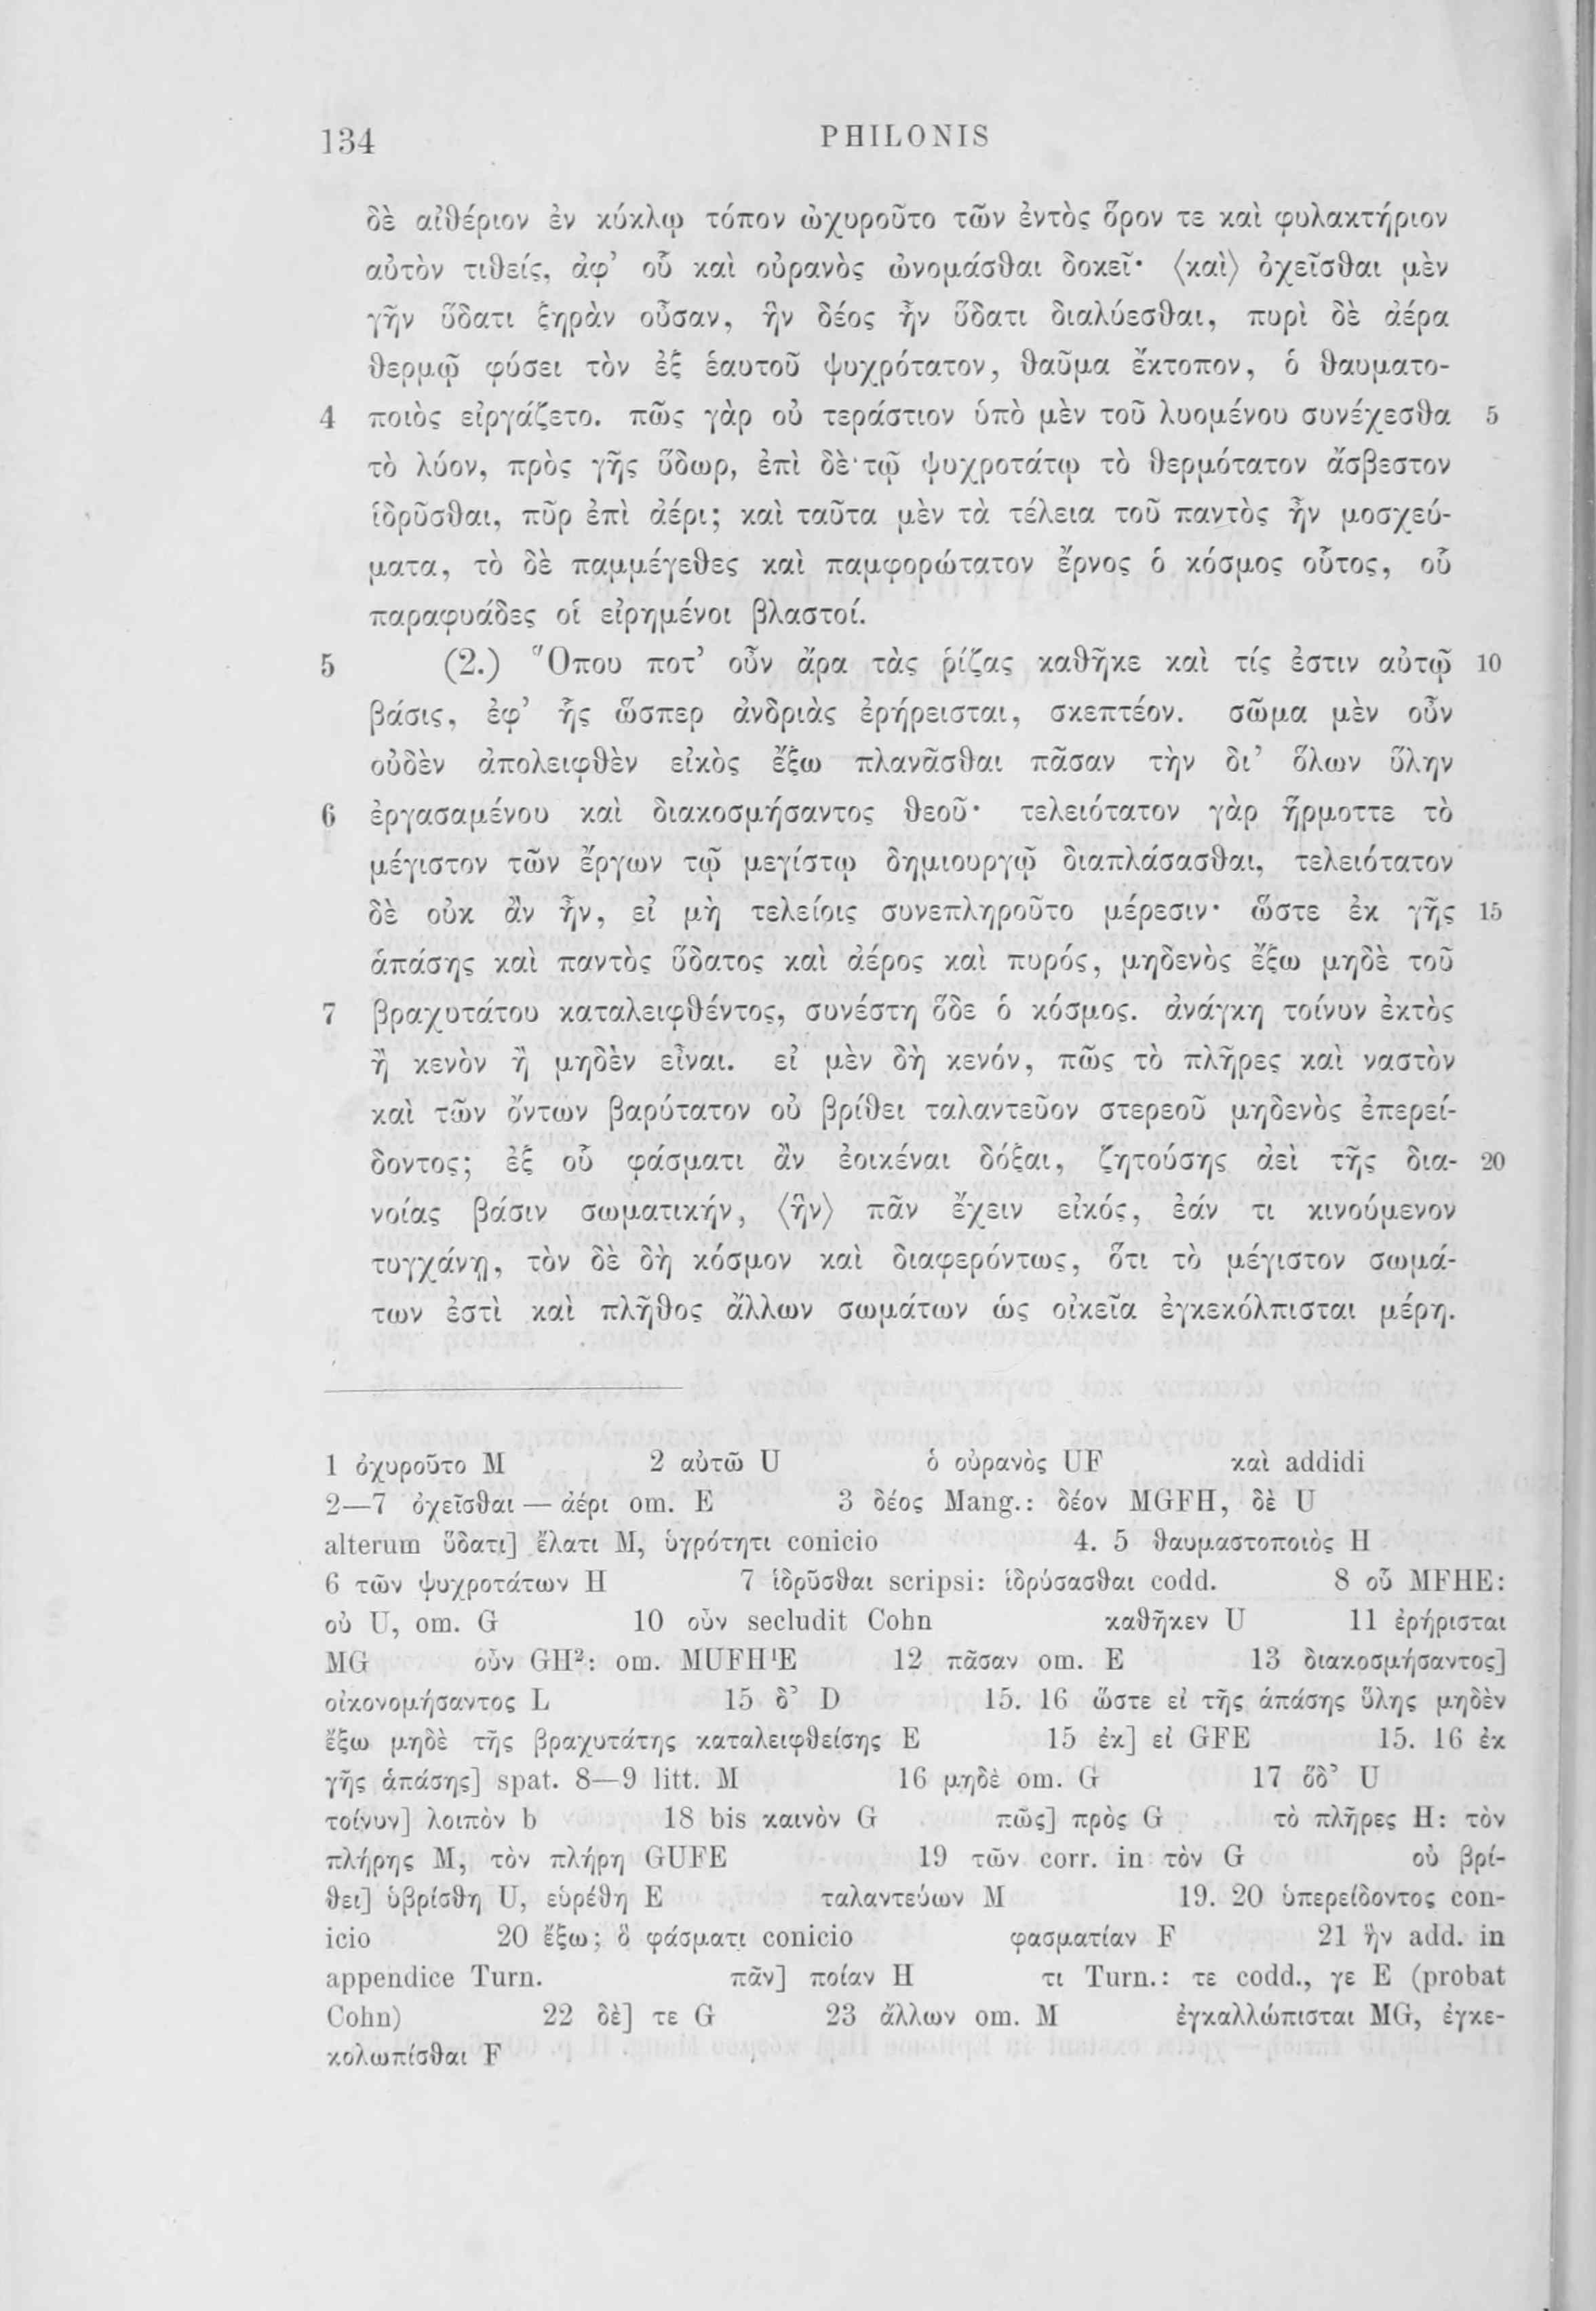 134 PHILONIS
δὲ αἰθέριον ἐν κύκλῳ τόπον ὠχυροῦτο τῶν ἐντὸς ὅρον τε καὶ φυλακτήριον
αὐτὸν τιθείς, ἀφ’ οὗ καὶ οὐρανὸς ὠνομάσθαι δοκεῖ· ⟨καὶ⟩ ὀχεῖσθαι μὲν
γῆν ὕδατι ξηρὰν οὖσαν, ἣν δέος ἦν ὕδατι διαλύεσθαι, πυρὶ δὲ ἀέρα
θερμῷ φύσει τὸν ἐξ ἑαυτοῦ ψυχρότατον, θαῦμα ἔκτοπον, ὁ θαυματο-
4 ποιὸς εἰργάζετο. πῶς γὰρ οὐ τεράστιον ὑπὸ μὲν τοῦ λυομένου συνέχεσθα 5
τὸ λύον, πρὸς γῆς ὕδωρ, ἐπὶ δὲ τῷ ψυχροτάτῳ τὸ θερμότατον ἄσβεστον
ἱδρῦσθαι, πῦρ ἐπὶ ἀέρι; καὶ ταῦτα μὲν τὰ τέλεια τοῦ παντὸς ἦν μοσχεύ-
ματα, τὸ δὲ παμμέγεθες καὶ παμφορώτατον ἔρνος ὁ κόσμος οὗτος, οὗ
παραφυάδες οἱ εἰρημένοι βλαστοί.
5 (2.) Ὅπου ποτ’ οὖν ἄρα τὰς ῥίζας καθῆκε καὶ τίς ἐστιν αὐτῷ 10
βάσις, ἐφ’ ἧς ὥσπερ ἀνδριὰς ἐρήρεισται, σκεπτέον. σῶμα μὲν οὖν
οὐδὲν ἀπολειφθὲν εἰκὸς ἔξω πλανᾶσθαι πᾶσαν τὴν δι’ ὅλων ὕλην
6 ἐργασαμένου καὶ διακοσμήσαντος θεοῦ· τελειότατον γὰρ ἥρμοττε τὸ
μέγιστον τῶν ἔργων τῷ μεγίστῳ δημιουργῷ διαπλάσασθαι, τελειότατον
δὲ οὐκ ἂν ἦν, εἰ μὴ τελείοις συνεπληροῦτο μέρεσιν· ὥστε ἐκ γῆς 15
ἁπάσης καὶ παντὸς ὕδατος καὶ ἀέρος καὶ πυρός, μηδενὸς ἔξω μηδὲ τοῦ
7 βραχυτάτου καταλειφθέντος, συνέστη ὅδε ὁ κόσμος. ἀνάγκη τοίνυν ἐκτὸς
ἢ κενὸν ἢ μηδὲν εἶναι. εἰ μὲν δὴ κενόν, πῶς τὸ πλῆρες καὶ ναστὸν
καὶ τῶν ὄντων βαρύτατον οὐ βρίθει ταλαντεῦον στερεοῦ μηδενὸς ἐπερεί-
δοντος; ἐξ οὗ φάσματι ἂν ἐοικέναι δόξαι, ζητούσης ἀεὶ τῆς δια- 20
νοίας βάσιν σωματικήν, ⟨ἣν⟩ πᾶν ἔχειν εἰκός, ἐάν τι κινούμενον
τυγχάνῃ, τὸν δὲ δὴ κόσμον καὶ διαφερόντως, ὅτι τὸ μέγιστον σωμά-
των ἐστὶ καὶ πλῆθος ἄλλων σωμάτων ὡς οἰκεῖα ἐγκεκόλπισται μέρη.
1 ὀχυροῦτο M 2 αὐτῶ U ὁ οὐρανὸς UF καὶ addidi
2—7 ὀχεῖσθαι — ἀέρι om. E 3 δέος Mang.: δέον MGFH, δὲ U
alterum ὕδατι] ἔλατι M, ὑγρότητι conicio 4. 5 θαυμαστοποιὸς H
6 τῶν ψυχροτάτων H 7 ἱδρῦσθαι scripsi: ἱδρύσασθαι codd. 8 οὗ MFHE:
οὐ U, om. G 10 οὖν secludit Cohn καθῆκεν U 11 ἐρήρισται
MG οὖν GH²: om. MUFH¹E 12 πᾶσαν om. E 13 διακοσμήσαντος]
οἰκονομήσαντος L 15 δ’ D 15. 16 ὥστε εἰ τῆς ἁπάσης ὕλης μηδὲν
ἔξω μηδὲ τῆς βραχυτάτης καταλειφθείσης E 15 ἐκ] εἰ GFE 15. 16 ἐκ
γῆς ἁπάσης] spat. 8—9 litt. M 16 μηδὲ om. G 17 ὅδ’ U
τοίνυν] λοιπὸν b 18 bis καινὸν G πῶς] πρὸς G τὸ πλῆρες H: τὸν
πλήρης M, τὸν πλήρη GUFE 19 τῶν corr. in τὸν G οὐ βρί-
θει] ὑβρίσθη U, εὑρέθη E ταλαντεύων M 19. 20 ὑπερείδοντος con-
icio 20 ἔξω; ὃ φάσματι conicio φασματίαν F 21 ἣν add. in
appendice Turn. πᾶν] ποίαν H τι Turn.: τε codd., γε E (probat
Cohn) 22 δὲ] τε G 23 ἄλλων om. M ἐγκαλλώπισται MG, ἐγκε-
κολωπίσθαι F